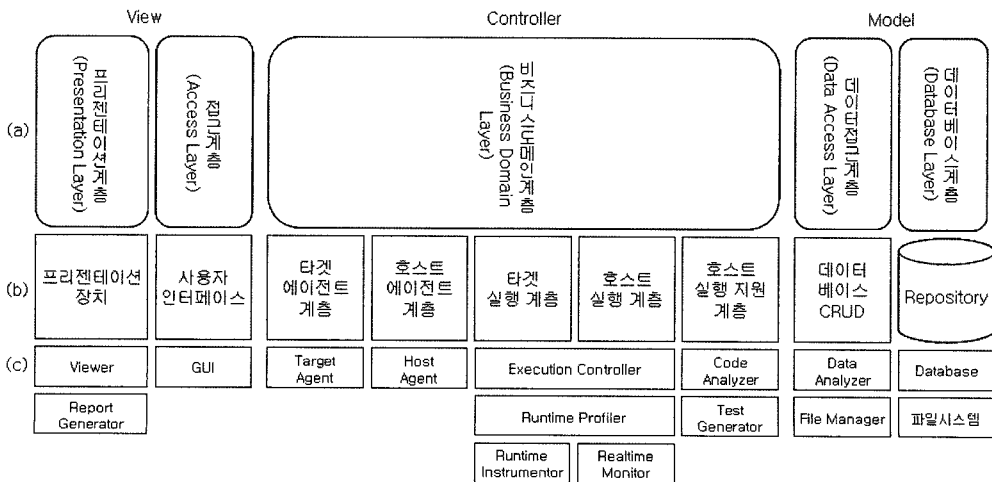 View
Controller
Model
(a)
프리젠테이션계층
(Presentation Layer)
접근계층
(Access Layer)
비지니스도메인계층
(Business Domain
Layer)
데이터접근계층
(Data Access Layer)
데이터베이스계층
(Database Layer)
(b)
프리젠테이션
장치
사용자
인터페이스
타겟
에이전트
계층
호스트
에이전트
계층
타겟
실행 계층
호스트
실행 계층
호스트
실행 지원
계층
데이터
베이스
CRUD
Repository
(c)
Viewer
GUI
Target
Agent
Host
Agent
Execution Controller
Code
Analyzer
Data
Analyzer
Database
Report
Generator
Runtime Profiler
Test
Generator
File Manager
파일시스템
Runtime
Instrumentor
Realtime
Monitor